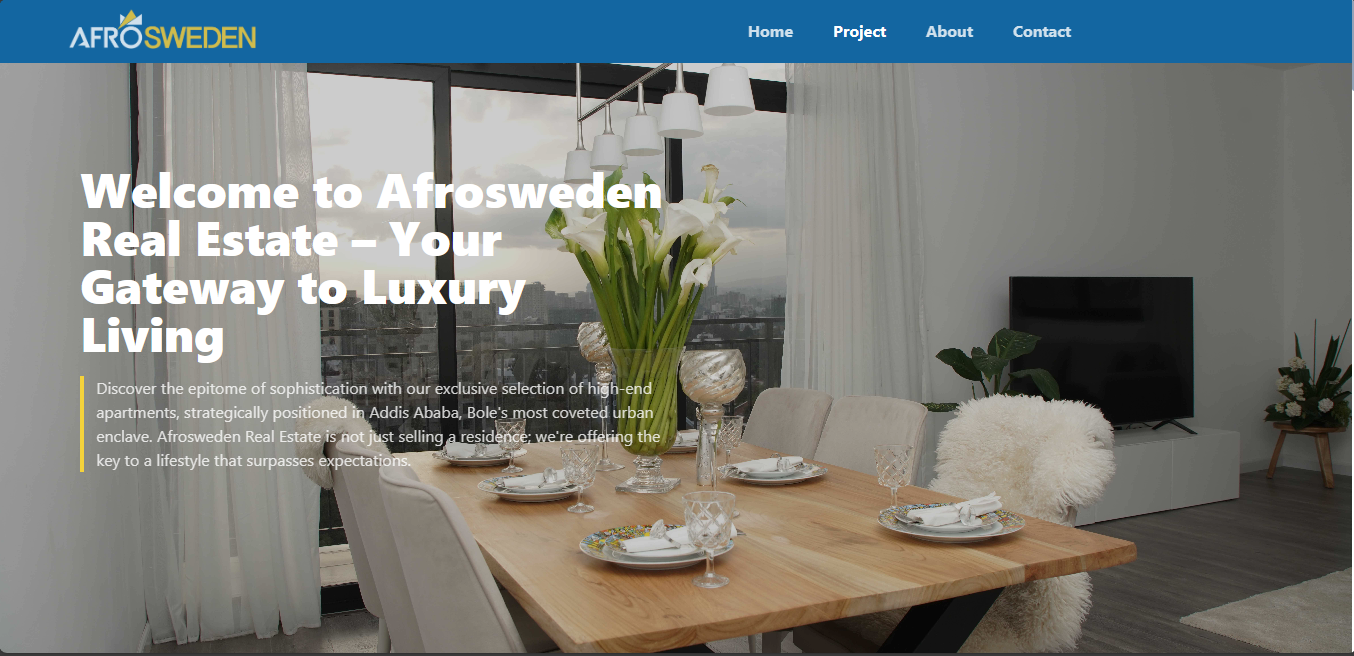 AFROSWEDEN
Home Project About Contact
Welcome to Afrosweden
Real Estate – Your
Gateway to Luxury
Living
Discover the epitome of sophistication with our exclusive selection of high-end
apartments, strategically positioned in Addis Ababa, Bole's most coveted urban
enclave. Afrosweden Real Estate is not just selling a residence; we're offering the
key to a lifestyle that surpasses expectations.